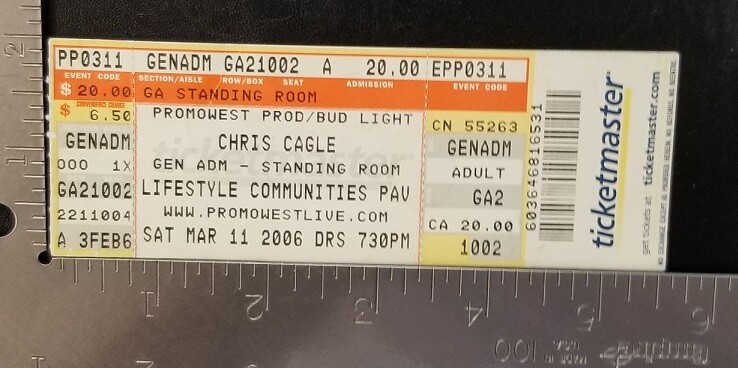 PP0311 GENADM GA21002 A 20.00 EPP0311
EVENT CODE SECTION/AISLE ROW/BOX SEAT ADMISSION EVENT CODE
$ 20.00 GA STANDING ROOM
CONVENIENCE CHARGE
$ 6.50 PROMOWEST PROD/BUD LIGHT CN 55263
GENADM CHRIS CAGLE GENADM
000 1X GEN ADM - STANDING ROOM ADULT
GA21002 LIFESTYLE COMMUNITIES PAV GA2
2211004 WWW.PROMOWESTLIVE.COM CA 20.00
A 3FEB6 SAT MAR 11 2006 DRS 730PM 1002
603646816531
ticketmaster
get tickets at ticketmaster.com
1 2 3 4 5 6
1 2
100
MADE IN
U.S.A.